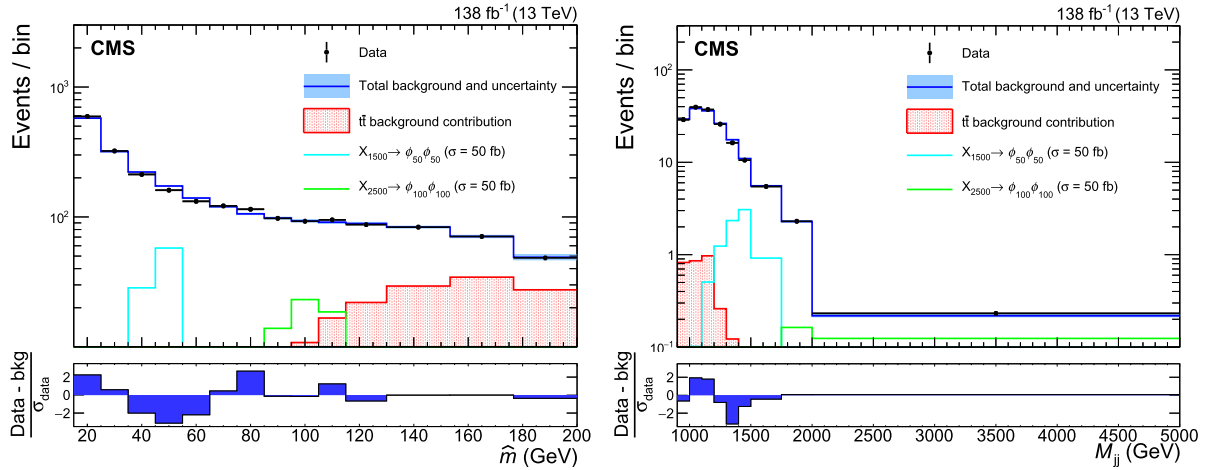 138 fb⁻¹ (13 TeV)
CMS
Data
Total background and uncertainty
tt̄ background contribution
X₁₅₀₀→ ϕ₅₀ϕ₅₀ (σ = 50 fb)
X₂₅₀₀→ ϕ₁₀₀ϕ₁₀₀ (σ = 50 fb)
Events / bin
10³
10²
Data - bkg
σdata
2
0
−2
20 40 60 80 100 120 140 160 180 200
m̂ (GeV)
138 fb⁻¹ (13 TeV)
CMS
Data
Total background and uncertainty
tt̄ background contribution
X₁₅₀₀→ ϕ₅₀ϕ₅₀ (σ = 50 fb)
X₂₅₀₀→ ϕ₁₀₀ϕ₁₀₀ (σ = 50 fb)
Events / bin
10²
10
1
10⁻¹
Data - bkg
σdata
2
0
−2
1000 1500 2000 2500 3000 3500 4000 4500 5000
Mjj (GeV)